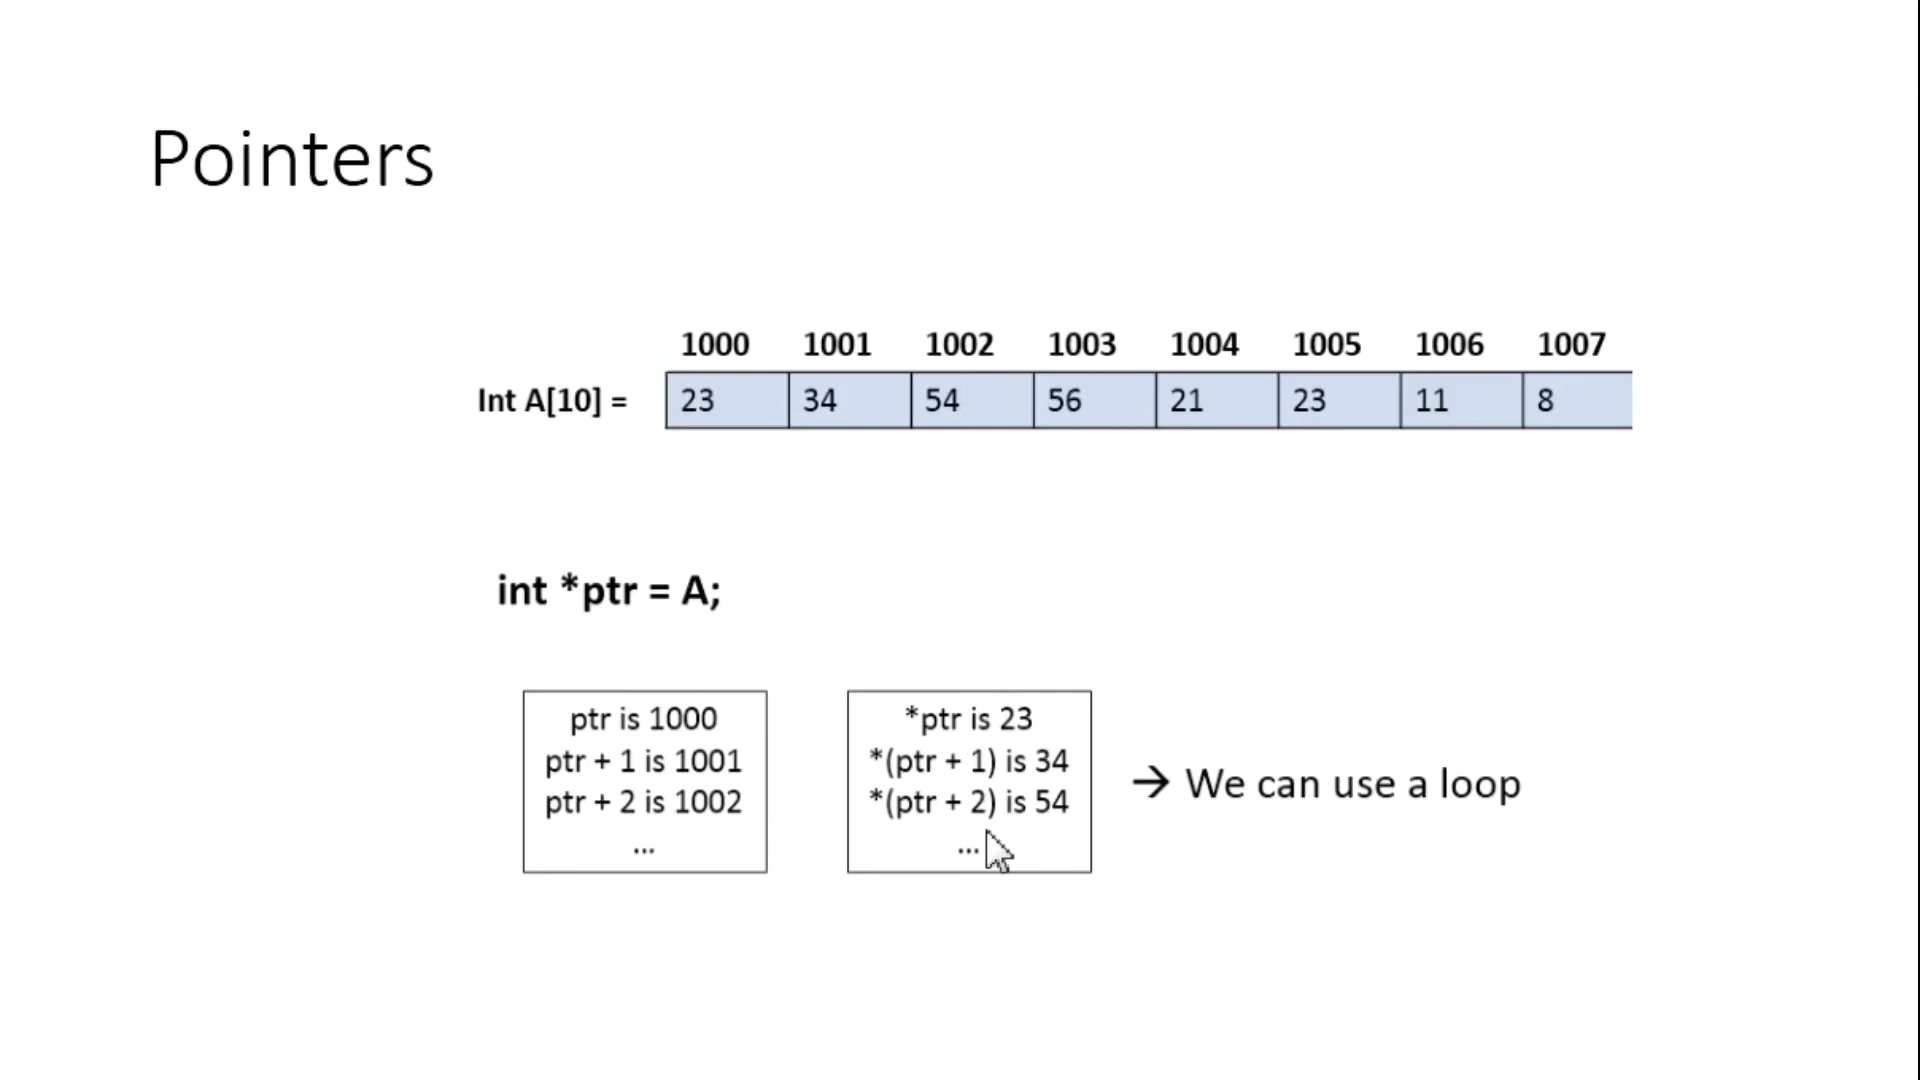 Pointers
1000 1001 1002 1003 1004 1005 1006 1007
Int A[10] = 23 34 54 56 21 23 11 8
int *ptr = A;
ptr is 1000
ptr + 1 is 1001
ptr + 2 is 1002
...
*ptr is 23
*(ptr + 1) is 34
*(ptr + 2) is 54
...
→ We can use a loop